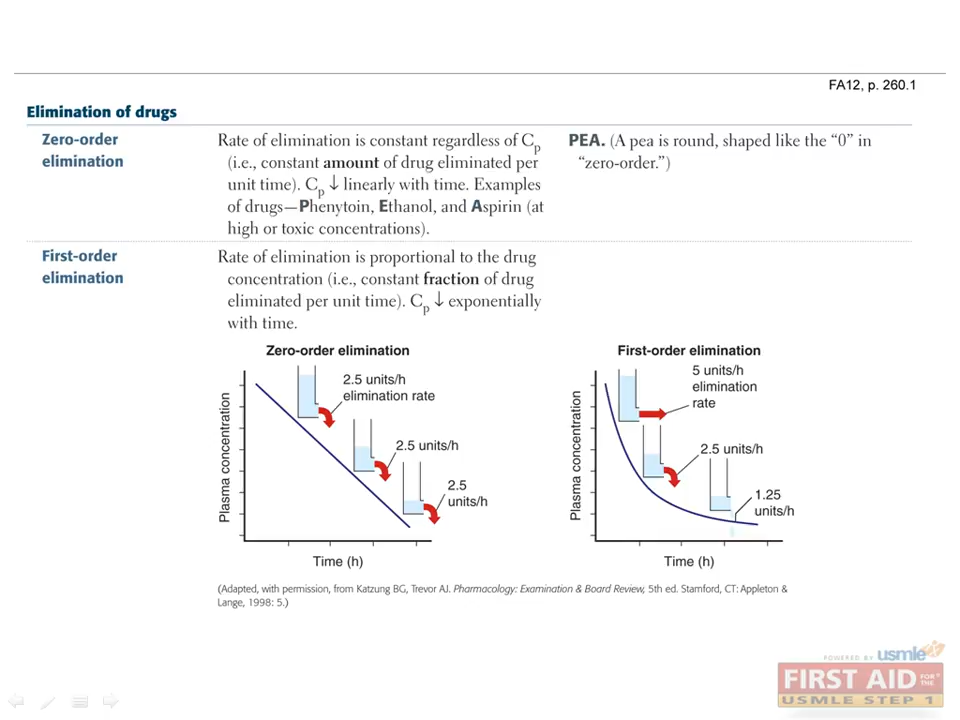 FA12, p. 260.1
Elimination of drugs
Zero-order
elimination
Rate of elimination is constant regardless of Cp
(i.e., constant amount of drug eliminated per
unit time). Cp ↓ linearly with time. Examples
of drugs—Phenytoin, Ethanol, and Aspirin (at
high or toxic concentrations).
PEA. (A pea is round, shaped like the “0” in
“zero-order.”)
First-order
elimination
Rate of elimination is proportional to the drug
concentration (i.e., constant fraction of drug
eliminated per unit time). Cp ↓ exponentially
with time.
Zero-order elimination
Plasma concentration
2.5 units/h
elimination rate
2.5 units/h
2.5
units/h
Time (h)
First-order elimination
Plasma concentration
5 units/h
elimination
rate
2.5 units/h
1.25
units/h
Time (h)
(Adapted, with permission, from Katzung BG, Trevor AJ. Pharmacology: Examination & Board Review, 5th ed. Stamford, CT: Appleton &
Lange, 1998: 5.)
POWERED BY usmle
FIRST AID FOR THE®
USMLE STEP 1